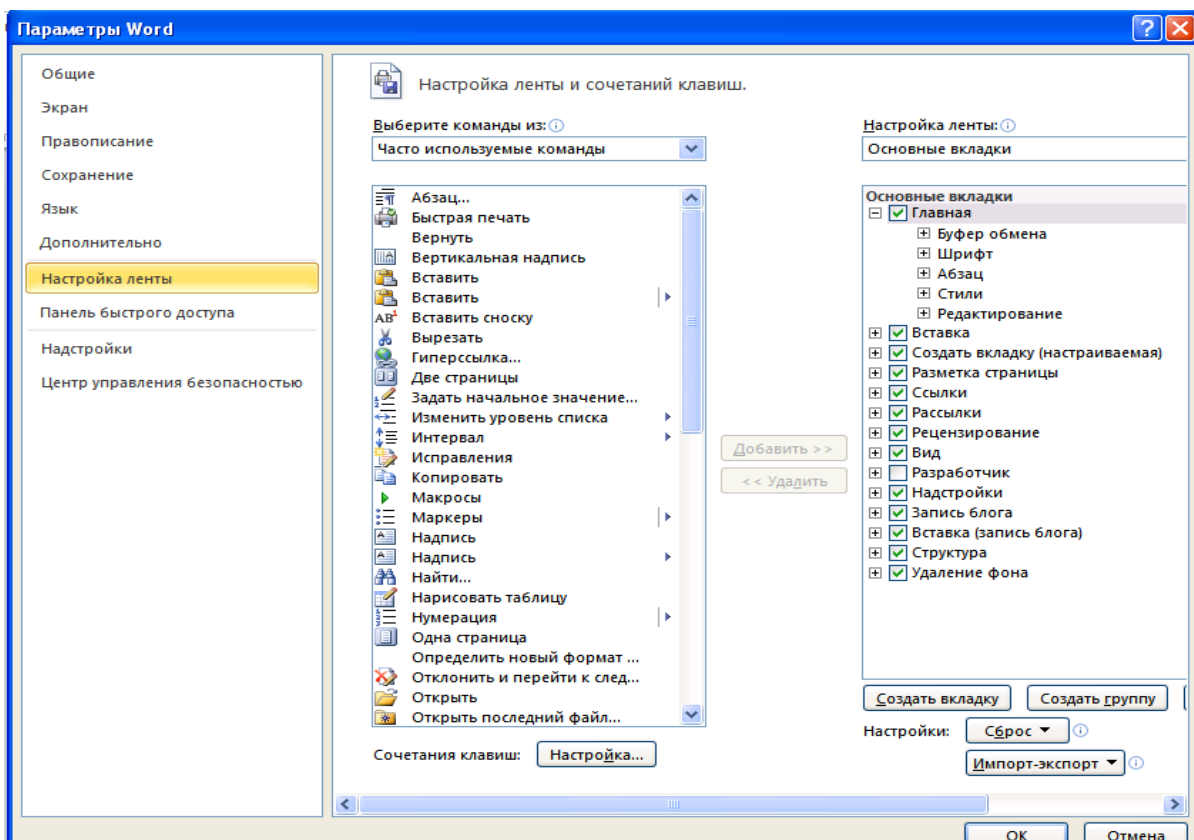 Параметры Word
Общие
Экран
Правописание
Сохранение
Язык
Дополнительно
Настройка ленты
Панель быстрого доступа
Надстройки
Центр управления безопасностью
Настройка ленты и сочетаний клавиш.
Выберите команды из:
Часто используемые команды
Абзац...
Быстрая печать
Вернуть
Вертикальная надпись
Вставить
Вставить
Вставить сноску
Вырезать
Гиперссылка...
Две страницы
Задать начальное значение...
Изменить уровень списка
Интервал
Исправления
Копировать
Макросы
Маркеры
Надпись
Надпись
Найти...
Нарисовать таблицу
Нумерация
Одна страница
Определить новый формат ...
Отклонить и перейти к след...
Открыть
Открыть последний файл...
Сочетания клавиш:
Настройка...
Добавить >>
<< Удалить
Настройка ленты:
Основные вкладки
Основные вкладки
Главная
Буфер обмена
Шрифт
Абзац
Стили
Редактирование
Вставка
Создать вкладку (настраиваемая)
Разметка страницы
Ссылки
Рассылки
Рецензирование
Вид
Разработчик
Надстройки
Запись блога
Вставка (запись блога)
Структура
Удаление фона
Создать вкладку
Создать группу
Настройки:
Сброс
Импорт-экспорт
ОК
Отмена